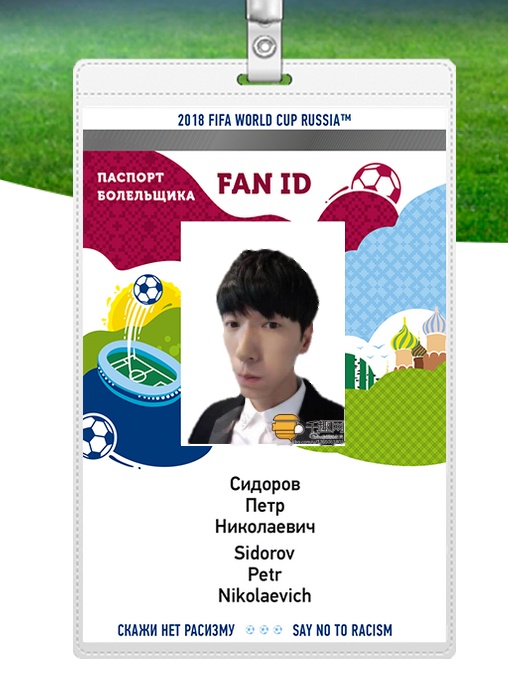 2018 FIFA WORLD CUP RUSSIA™
ПАСПОРТ
БОЛЕЛЬЩИКА
FAN ID
Сидоров
Петр
Николаевич
Sidorov
Petr
Nikolaevich
СКАЖИ НЕТ РАСИЗМУ
SAY NO TO RACISM